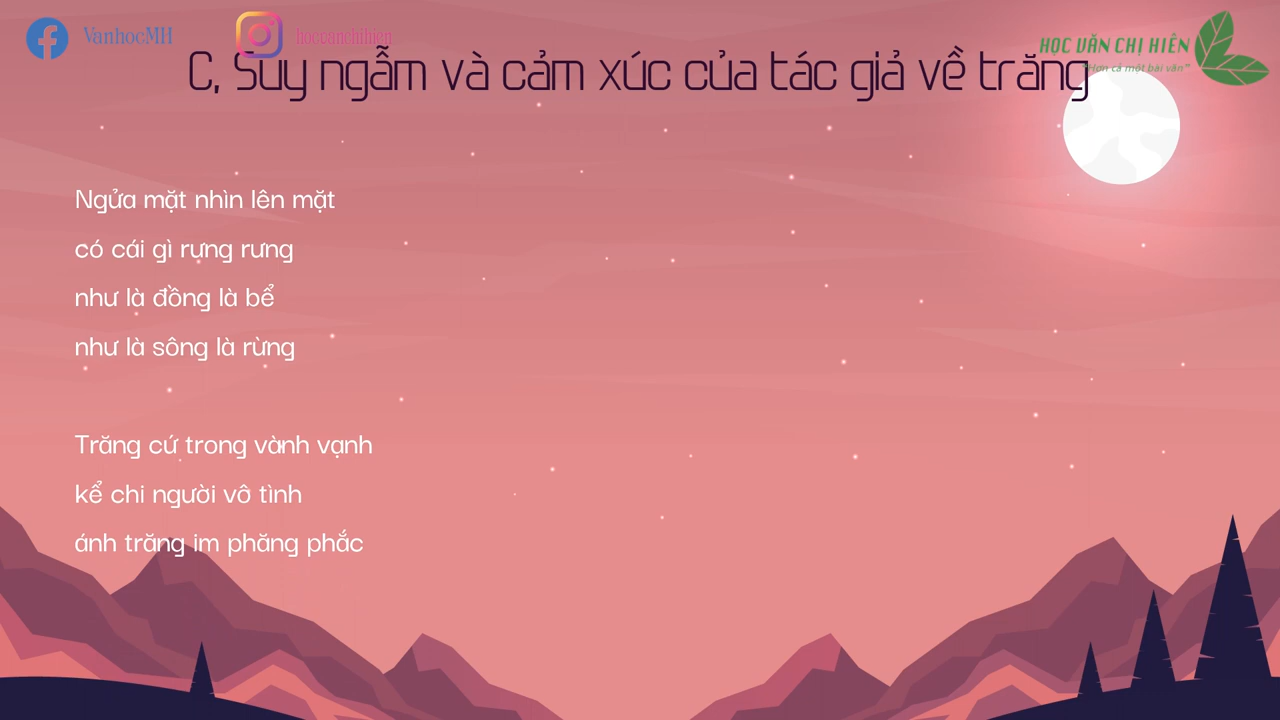 VanhocMH
hocvanchihien
HỌC VĂN CHỊ HIÊN
"Hơn cả một bài văn"
C, Suy ngẫm và cảm xúc của tác giả về trăng
Ngửa mặt nhìn lên mặt
có cái gì rưng rưng
như là đồng là bể
như là sông là rừng
Trăng cứ trong vành vạnh
kể chi người vô tình
ánh trăng im phăng phắc